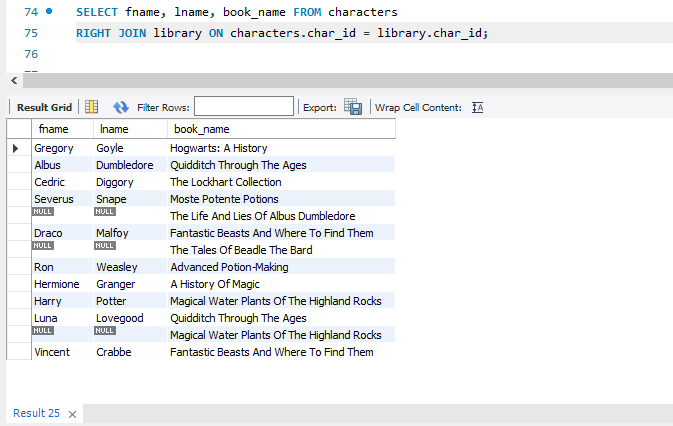 74 SELECT fname, lname, book_name FROM characters
75 RIGHT JOIN library ON characters.char_id = library.char_id;
76
Result Grid Filter Rows: Export: Wrap Cell Content: IA
fname lname book_name
Gregory Goyle Hogwarts: A History
Albus Dumbledore Quidditch Through The Ages
Cedric Diggory The Lockhart Collection
Severus Snape Moste Potente Potions
NULL NULL The Life And Lies Of Albus Dumbledore
Draco Malfoy Fantastic Beasts And Where To Find Them
NULL NULL The Tales Of Beadle The Bard
Ron Weasley Advanced Potion-Making
Hermione Granger A History Of Magic
Harry Potter Magical Water Plants Of The Highland Rocks
Luna Lovegood Quidditch Through The Ages
NULL NULL Magical Water Plants Of The Highland Rocks
Vincent Crabbe Fantastic Beasts And Where To Find Them
Result 25